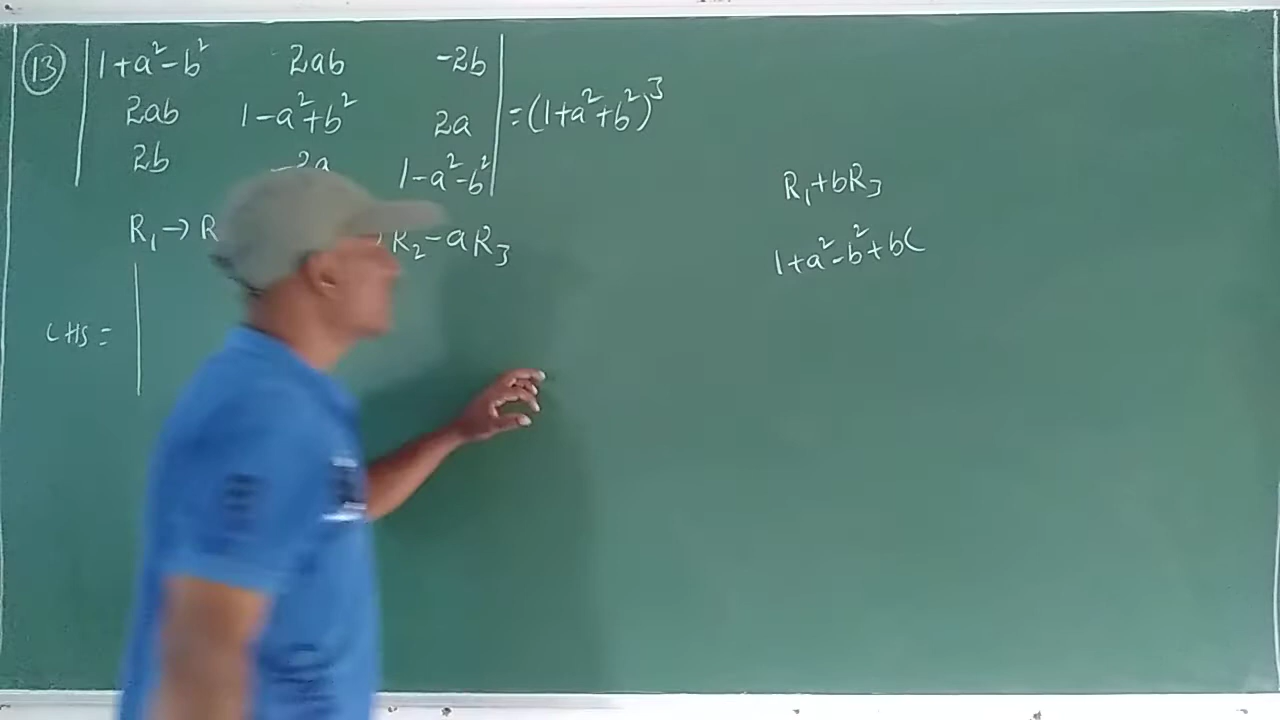 (13) | 1+a²-b² 2ab -2b |
| 2ab 1-a²+b² 2a | = (1+a²+b²)³
| 2b -2a 1-a²-b² |
R₁→R R₂-aR₃
LHS = |
R₁+bR₃
1+a²-b²+b(